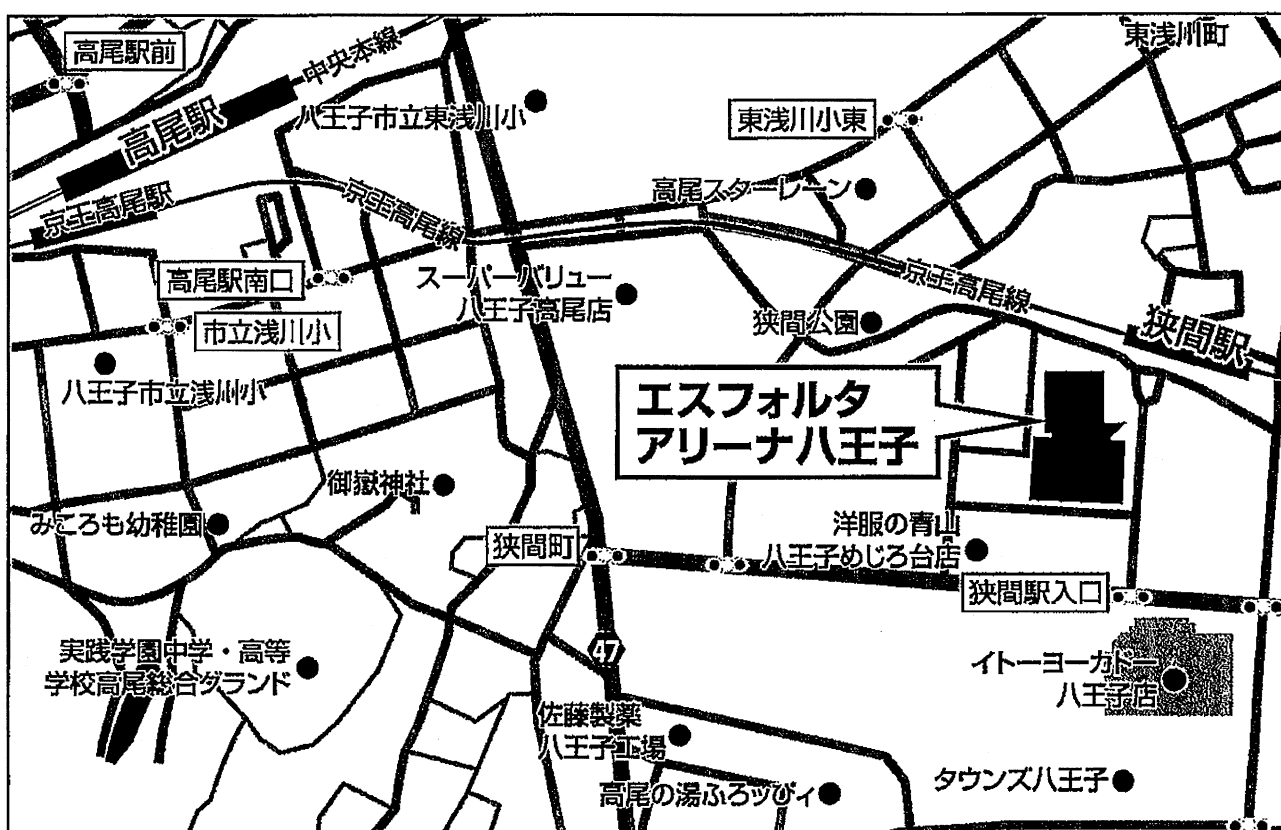 高尾駅前
中央本線
東浅川町
高尾駅
八王子市立東浅川小
東浅川小東
京王高尾駅
京王高尾線
高尾スターレーン
高尾駅南口
スーパーバリュー
八王子高尾店
京王高尾線
市立浅川小
狭間公園
狭間駅
八王子市立浅川小
エスフォルタ
アリーナ八王子
御嶽神社
みころも幼稚園
狭間町
洋服の青山
八王子めじろ台店
狭間駅入口
47
実践学園中学・高等
学校高尾総合グランド
イトーヨーカドー
八王子店
佐藤製薬
八王子工場
高尾の湯ふろッぴィ
タウンズ八王子